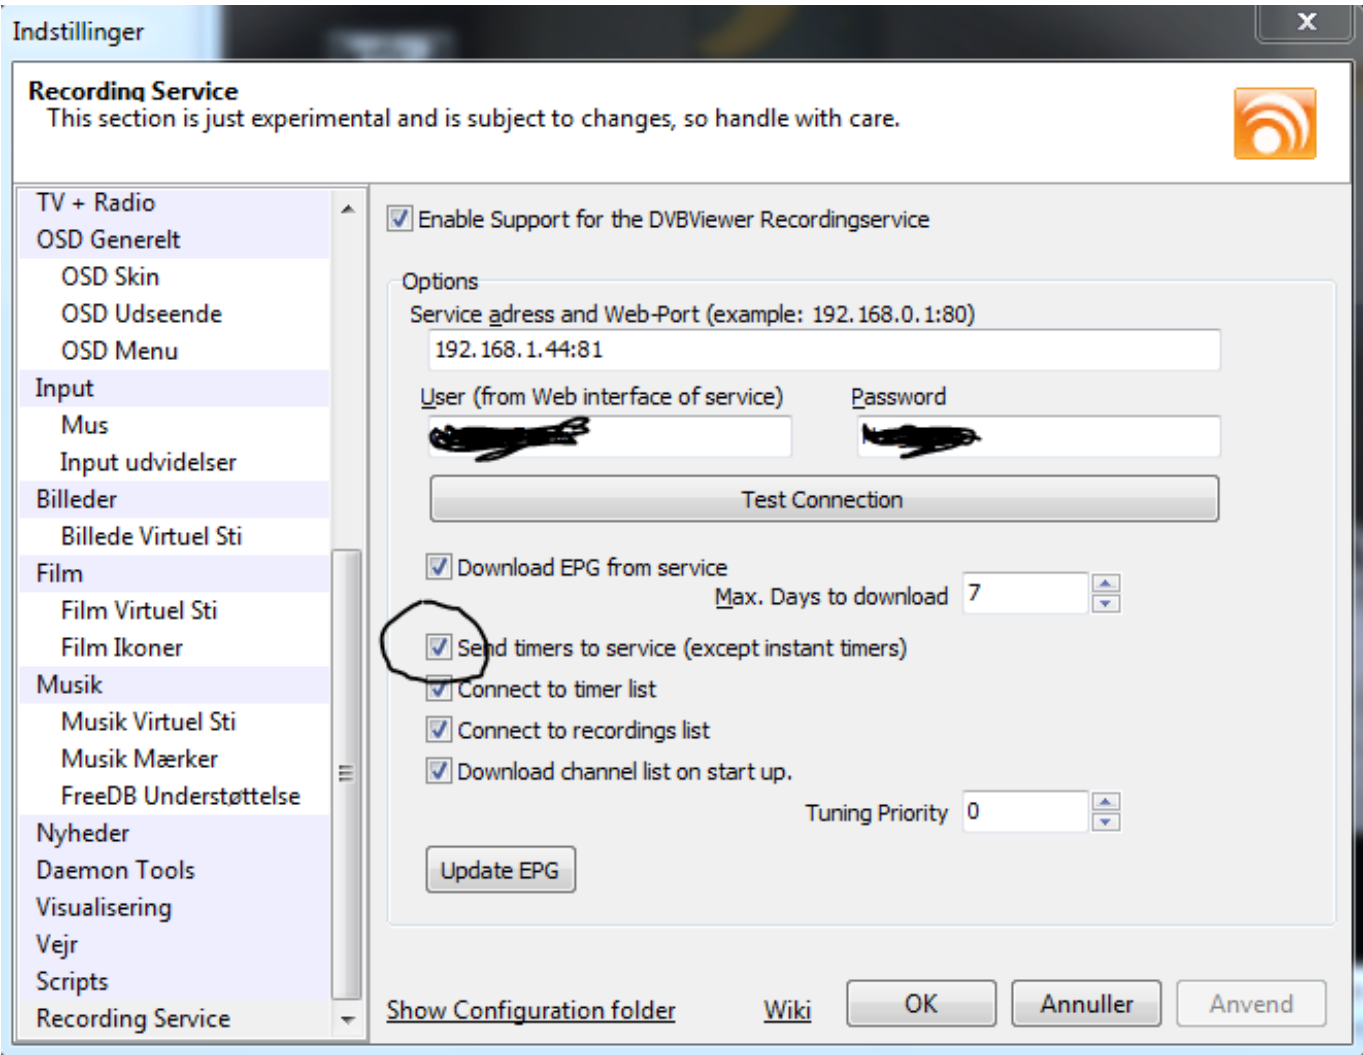 Indstillinger
x
Recording Service
This section is just experimental and is subject to changes, so handle with care.
TV + Radio
OSD Generelt
OSD Skin
OSD Udseende
OSD Menu
Input
Mus
Input udvidelser
Billeder
Billede Virtuel Sti
Film
Film Virtuel Sti
Film Ikoner
Musik
Musik Virtuel Sti
Musik Mærker
FreeDB Understøttelse
Nyheder
Daemon Tools
Visualisering
Vejr
Scripts
Recording Service
Enable Support for the DVBViewer Recordingservice
Options
Service adress and Web-Port (example: 192.168.0.1:80)
192.168.1.44:81
User (from Web interface of service)
Password
Test Connection
Download EPG from service
Max. Days to download 7
Send timers to service (except instant timers)
Connect to timer list
Connect to recordings list
Download channel list on start up.
Tuning Priority 0
Update EPG
Show Configuration folder
Wiki
OK
Annuller
Anvend